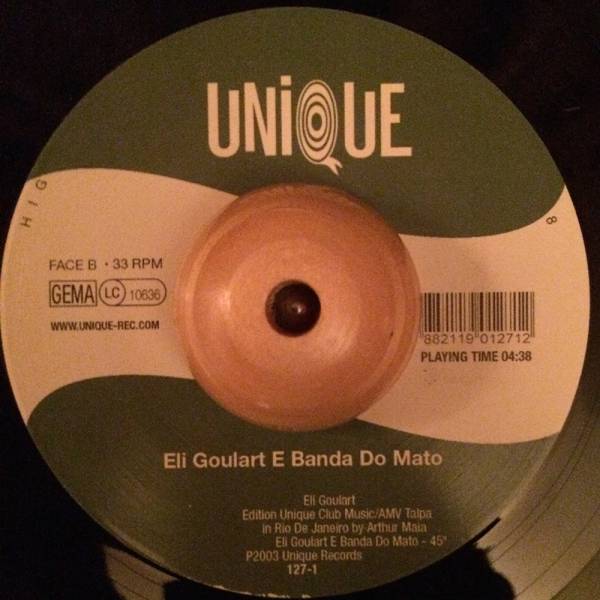 UNiQUE
HIG
8
FACE B • 33 RPM
GEMA LC 10636
WWW.UNIQUE-REC.COM
882119 012712
PLAYING TIME 04:38
Eli Goulart E Banda Do Mato
Eli Goulart
Edition Unique Club Music/AMV Talpa
in Rio De Janeiro by Arthur Maia
Eli Goulart E Banda Do Mato - 45"
P2003 Unique Records
127-1